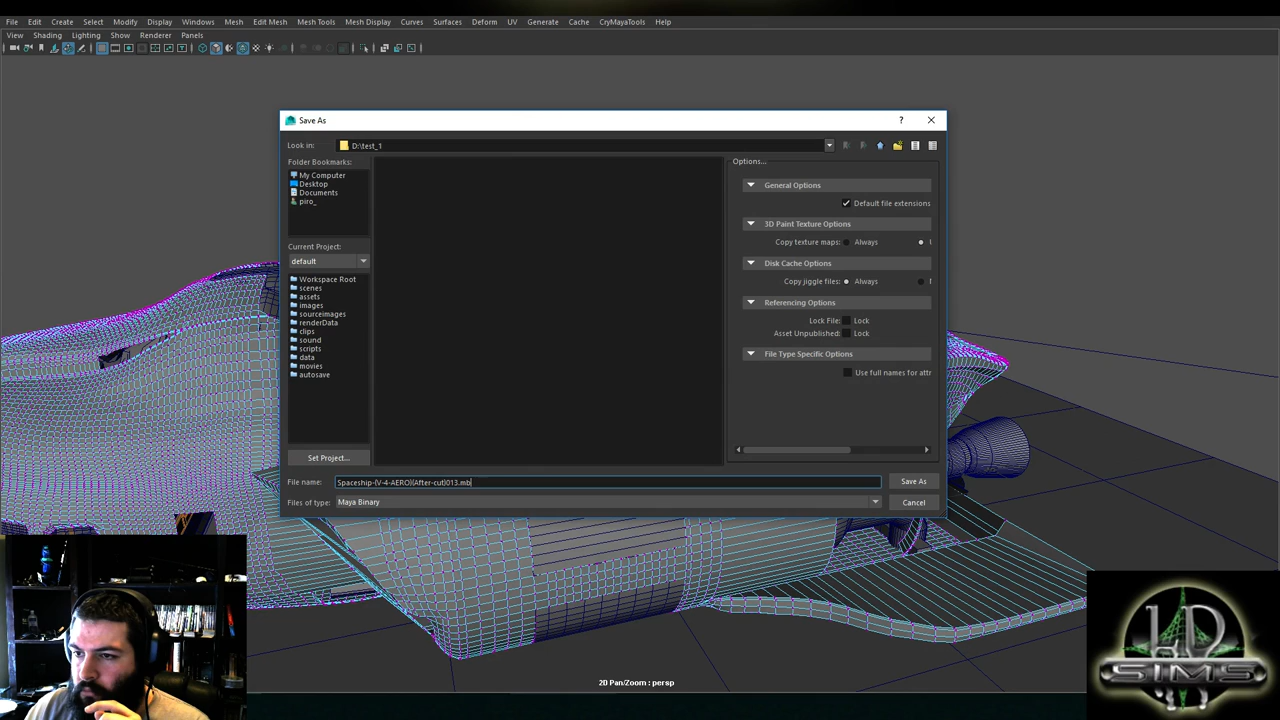 File Edit Create Select Modify Display Windows Mesh Edit Mesh Mesh Tools Mesh Display Curves Surfaces Deform UV Generate Cache CryMayaTools Help
View Shading Lighting Show Renderer Panels
Save As
?
Look in: D:\test_1
Folder Bookmarks:
My Computer
Desktop
Documents
piro_
Current Project:
default
Workspace Root
scenes
assets
images
sourceimages
renderData
clips
sound
scripts
data
movies
autosave
Set Project...
Options...
General Options
Default file extensions
3D Paint Texture Options
Copy texture maps: Always
Disk Cache Options
Copy jiggle files: Always
Referencing Options
Lock File: Lock
Asset Unpublished: Lock
File Type Specific Options
Use full names for attr
File name: Spaceship-(V-4-AERO)(After-cut)013.mb Save As
Files of type: Maya Binary Cancel
2D Pan/Zoom : persp
SIMS